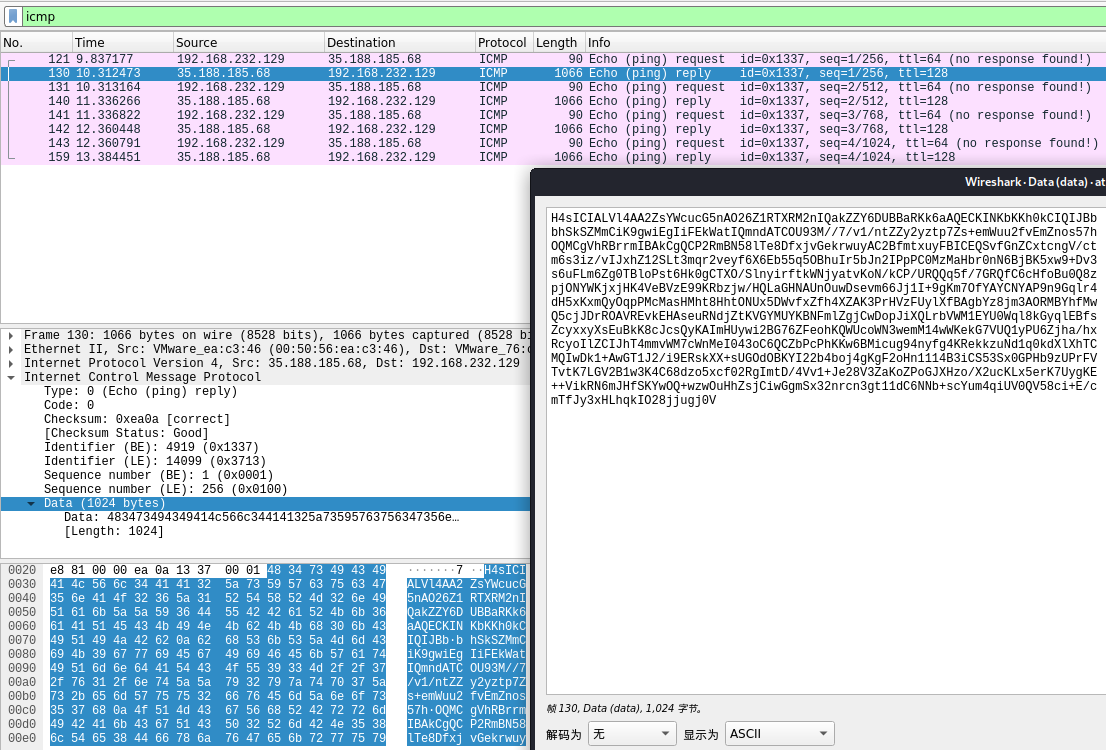 icmp
No. Time Source Destination Protocol Length Info
121 9.837177 192.168.232.129 35.188.185.68 ICMP 90 Echo (ping) request id=0x1337, seq=1/256, ttl=64 (no response found!)
130 10.312473 35.188.185.68 192.168.232.129 ICMP 1066 Echo (ping) reply id=0x1337, seq=1/256, ttl=128
131 10.313164 192.168.232.129 35.188.185.68 ICMP 90 Echo (ping) request id=0x1337, seq=2/512, ttl=64 (no response found!)
140 11.336266 35.188.185.68 192.168.232.129 ICMP 1066 Echo (ping) reply id=0x1337, seq=2/512, ttl=128
141 11.336822 192.168.232.129 35.188.185.68 ICMP 90 Echo (ping) request id=0x1337, seq=3/768, ttl=64 (no response found!)
142 12.360448 35.188.185.68 192.168.232.129 ICMP 1066 Echo (ping) reply id=0x1337, seq=3/768, ttl=128
143 12.360791 192.168.232.129 35.188.185.68 ICMP 90 Echo (ping) request id=0x1337, seq=4/1024, ttl=64 (no response found!)
159 13.384451 35.188.185.68 192.168.232.129 ICMP 1066 Echo (ping) reply id=0x1337, seq=4/1024, ttl=128
Wireshark · Data (data) · at
H4sICIALVl4AA2ZsYWcucG5nAO26Z1RTXRM2nIQakZZY6DUBBaRKk6aAQECKINKbKKh0kCIQIJBb
bhSkSZMmCiK9gwiEgIiFEkWatIQmndATCOU93M//7/v1/ntZZy2yztp7Zs+emWuu2fvEmZnos57h
OQMCgVhRBrrmIBAkCgQCP2RmBN58lTe8DfxjvGekrwuyAC2BfmtxuyFBICEQSvfGnZCXtcngV/ct
m6s3iz/vIJxhZ12SLt3mqr2veyf6X6Eb55q5OBhuIr5bJn2IPpPC0MzMaHbr0nN6BjBK5xw9+Dv3
s6uFLm6Zg0TBloPst6Hk0gCTXO/SlnyirftkWNjyatvKoN/kCP/URQQq5f/7GRQfC6cHfoBu0Q8z
pjONYWKjxjHK4VeBVzE99KRbzjw/HQLaGHNAUnOuwDsevm66Jj1I+9gKm7OfYAYCNYAP9n9Gqlr4
dH5xKxmQyOqpPMcMasHMht8HhtONUx5DWvfxZfh4XZAK3PrHVzFUylXfBAgbYz8jm3AORMBYhfMw
Q5cjJDrROAVREvkEHAseuRNdjZtKVGYMUYKBNFmlZgjCwDopJiXQLrbVWM1EYU0Wql8kGyqlEBfs
ZcyxxyXsEuBkK8cJcsQyKAImHUywi2BG76ZFeohKQWUcoWN3wemM14wWKekG7VUQ1yPU6Zjha/hx
RcyoIlZCIJhT4mmvWM7cWnMeI043oC6QCZbPcPhKKw6BMicug94nyfg4KRekkzuNd1q0kdXlXhTC
MQIwDk1+AwGT1J2/i9ERskXX+sUGOdOBKYI22b4boj4gKgF2oHn1114B3iCS53Sx0GPHb9zUPrFV
TvtK7LGV2B1w3K4C68dzo5xcf02RgImtD/4Vv1+Je28V3ZaKoZPoGJXHzo/X2ucKLx5erK7UygKE
++VikRN6mJHfSKYwOQ+wzwOuHhZsjCiwGgmSx32nrcn3gt11dC6NNb+scYum4qiUV0QV58ci+E/c
mTfJy3xHLhqkIO28jjugj0V
Frame 130: 1066 bytes on wire (8528 bits), 1066 bytes captured (8528 bi
Ethernet II, Src: VMware_ea:c3:46 (00:50:56:ea:c3:46), Dst: VMware_76:d
Internet Protocol Version 4, Src: 35.188.185.68, Dst: 192.168.232.129
Internet Control Message Protocol
Type: 0 (Echo (ping) reply)
Code: 0
Checksum: 0xea0a [correct]
[Checksum Status: Good]
Identifier (BE): 4919 (0x1337)
Identifier (LE): 14099 (0x3713)
Sequence number (BE): 1 (0x0001)
Sequence number (LE): 256 (0x0100)
Data (1024 bytes)
Data: 483473494349414c566c344141325a73595763756347356e…
[Length: 1024]
0020 e8 81 00 00 ea 0a 13 37 00 01 48 34 73 49 43 49 ·······7 ··H4sICI
0030 41 4c 56 6c 34 41 41 32 5a 73 59 57 63 75 63 47 ALVl4AA2 ZsYWcucG
0040 35 6e 41 4f 32 36 5a 31 52 54 58 52 4d 32 6e 49 5nAO26Z1 RTXRM2nI
0050 51 61 6b 5a 5a 59 36 44 55 42 42 61 52 4b 6b 36 QakZZY6D UBBaRKk6
0060 61 41 51 45 43 4b 49 4e 4b 62 4b 4b 68 30 6b 43 aAQECKIN KbKKh0kC
0070 49 51 49 4a 42 62 0a 62 68 53 6b 53 5a 4d 6d 43 IQIJBb·b hSkSZMmC
0080 69 4b 39 67 77 69 45 67 49 69 46 45 6b 57 61 74 iK9gwiEg IiFEkWat
0090 49 51 6d 6e 64 41 54 43 4f 55 39 33 4d 2f 2f 37 IQmndATC OU93M//7
00a0 2f 76 31 2f 6e 74 5a 5a 79 32 79 7a 74 70 37 5a /v1/ntZZ y2yztp7Z
00b0 73 2b 65 6d 57 75 75 32 66 76 45 6d 5a 6e 6f 73 s+emWuu2 fvEmZnos
00c0 35 37 68 0a 4f 51 4d 43 67 56 68 52 42 72 72 6d 57h·OQMC gVhRBrrm
00d0 49 42 41 6b 43 67 51 43 50 32 52 6d 42 4e 35 38 IBAkCgQC P2RmBN58
00e0 6c 54 65 38 44 66 78 6a 76 47 65 6b 72 77 75 79 lTe8Dfxj vGekrwuy
帧 130, Data (data), 1,024 字节。
解码为 无 显示为 ASCII